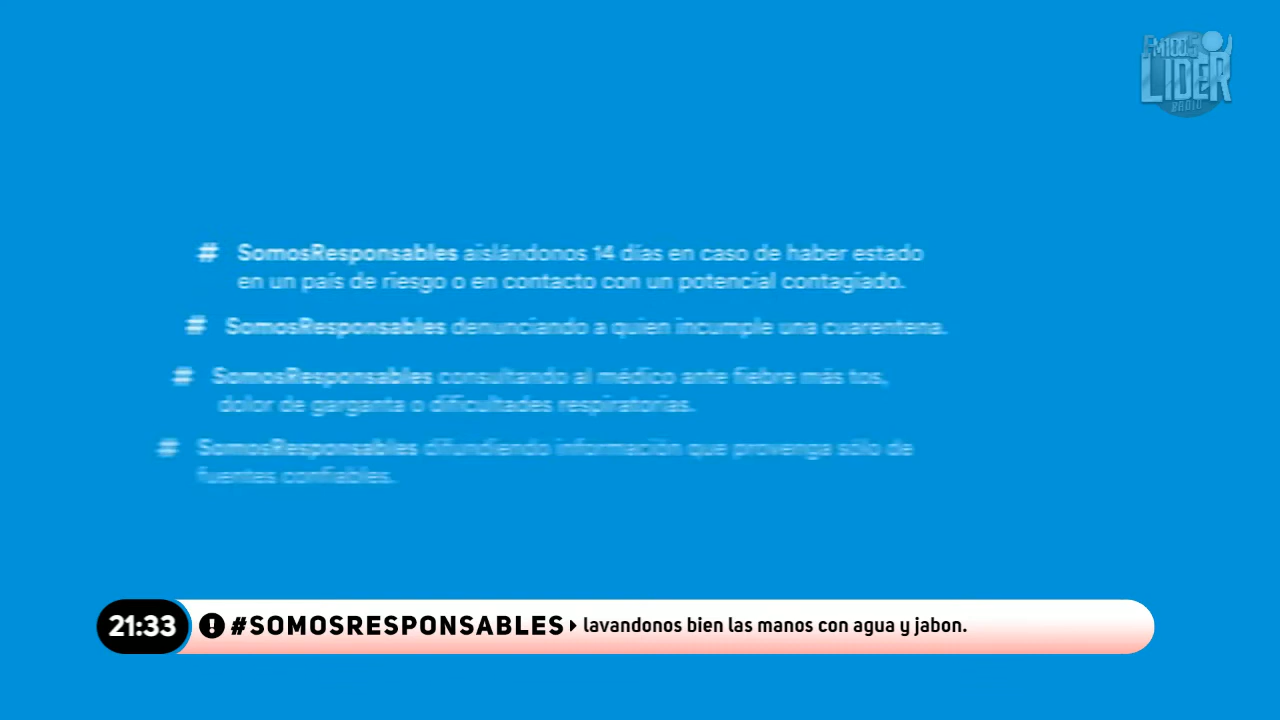 FM 100.5
LIDER
RADIO
# SomosResponsables aislándonos 14 días en caso de haber estado
en un país de riesgo o en contacto con un potencial contagiado.
# SomosResponsables denunciando a quien incumple una cuarentena.
# SomosResponsables consultando al médico ante fiebre más tos,
dolor de garganta o dificultades respiratorias.
# SomosResponsables difundiendo información que provenga sólo de
fuentes confiables.
21:33 #SOMOSRESPONSABLES lavandonos bien las manos con agua y jabon.